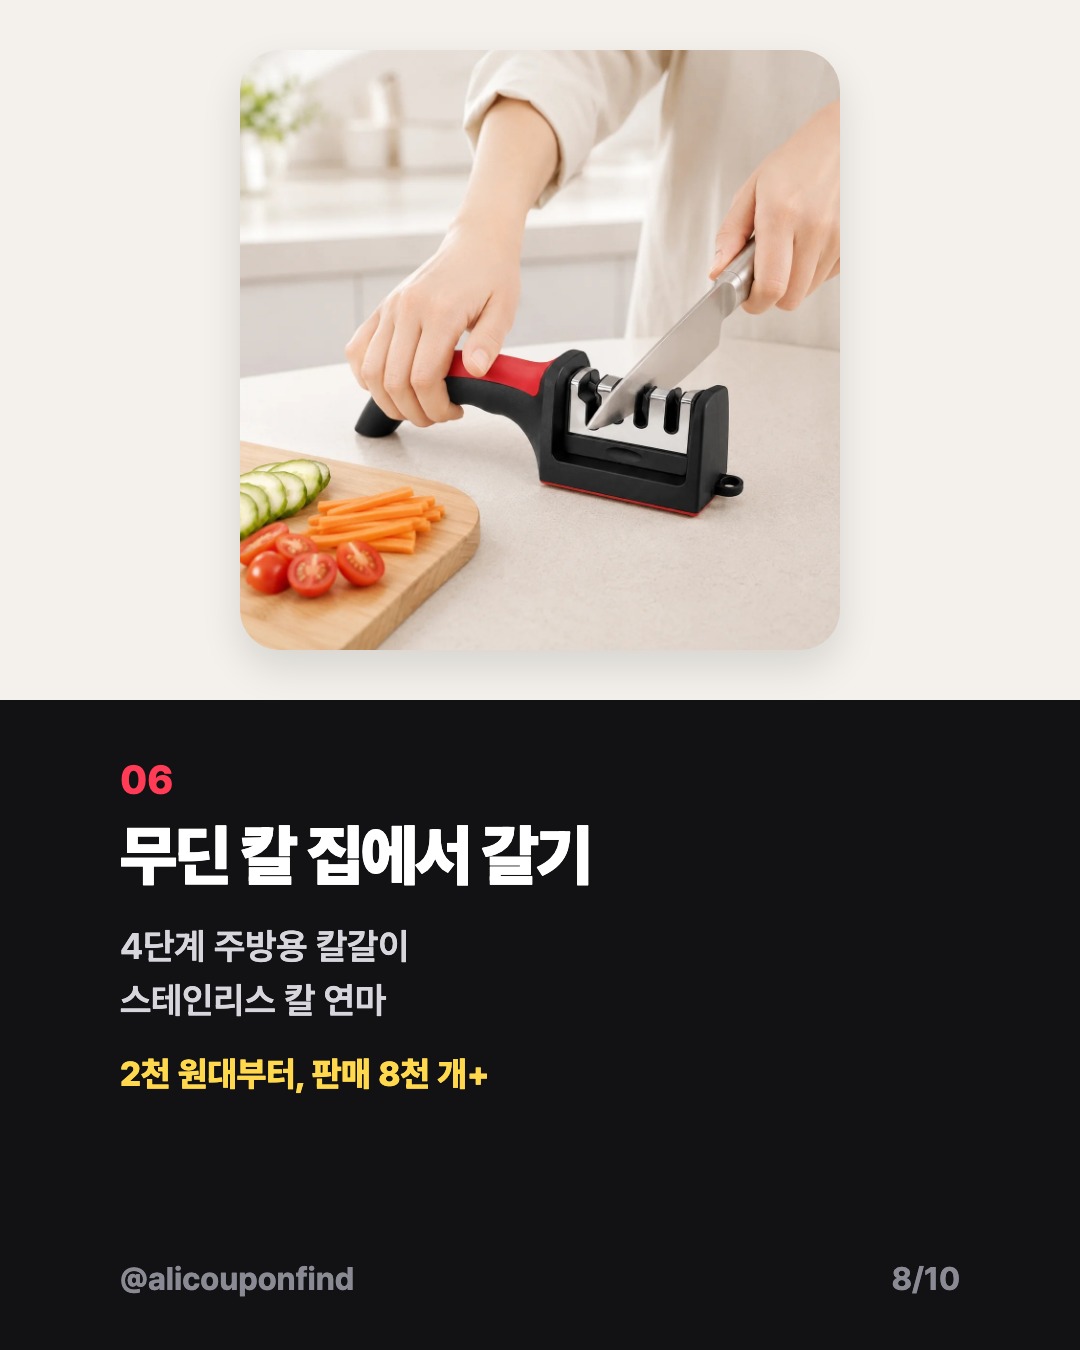 06
무딘 칼 집에서 갈기
4단계 주방용 칼갈이
스테인리스 칼 연마
2천 원대부터, 판매 8천 개+
@alicouponfind
8/10